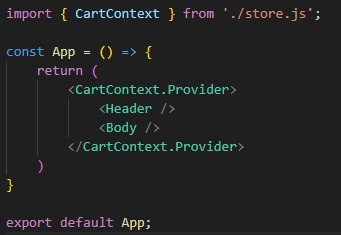 import { CartContext } from './store.js';
const App = () => {
    return (
        <CartContext.Provider>
            <Header />
            <Body />
        </CartContext.Provider>
    )
}
export default App;